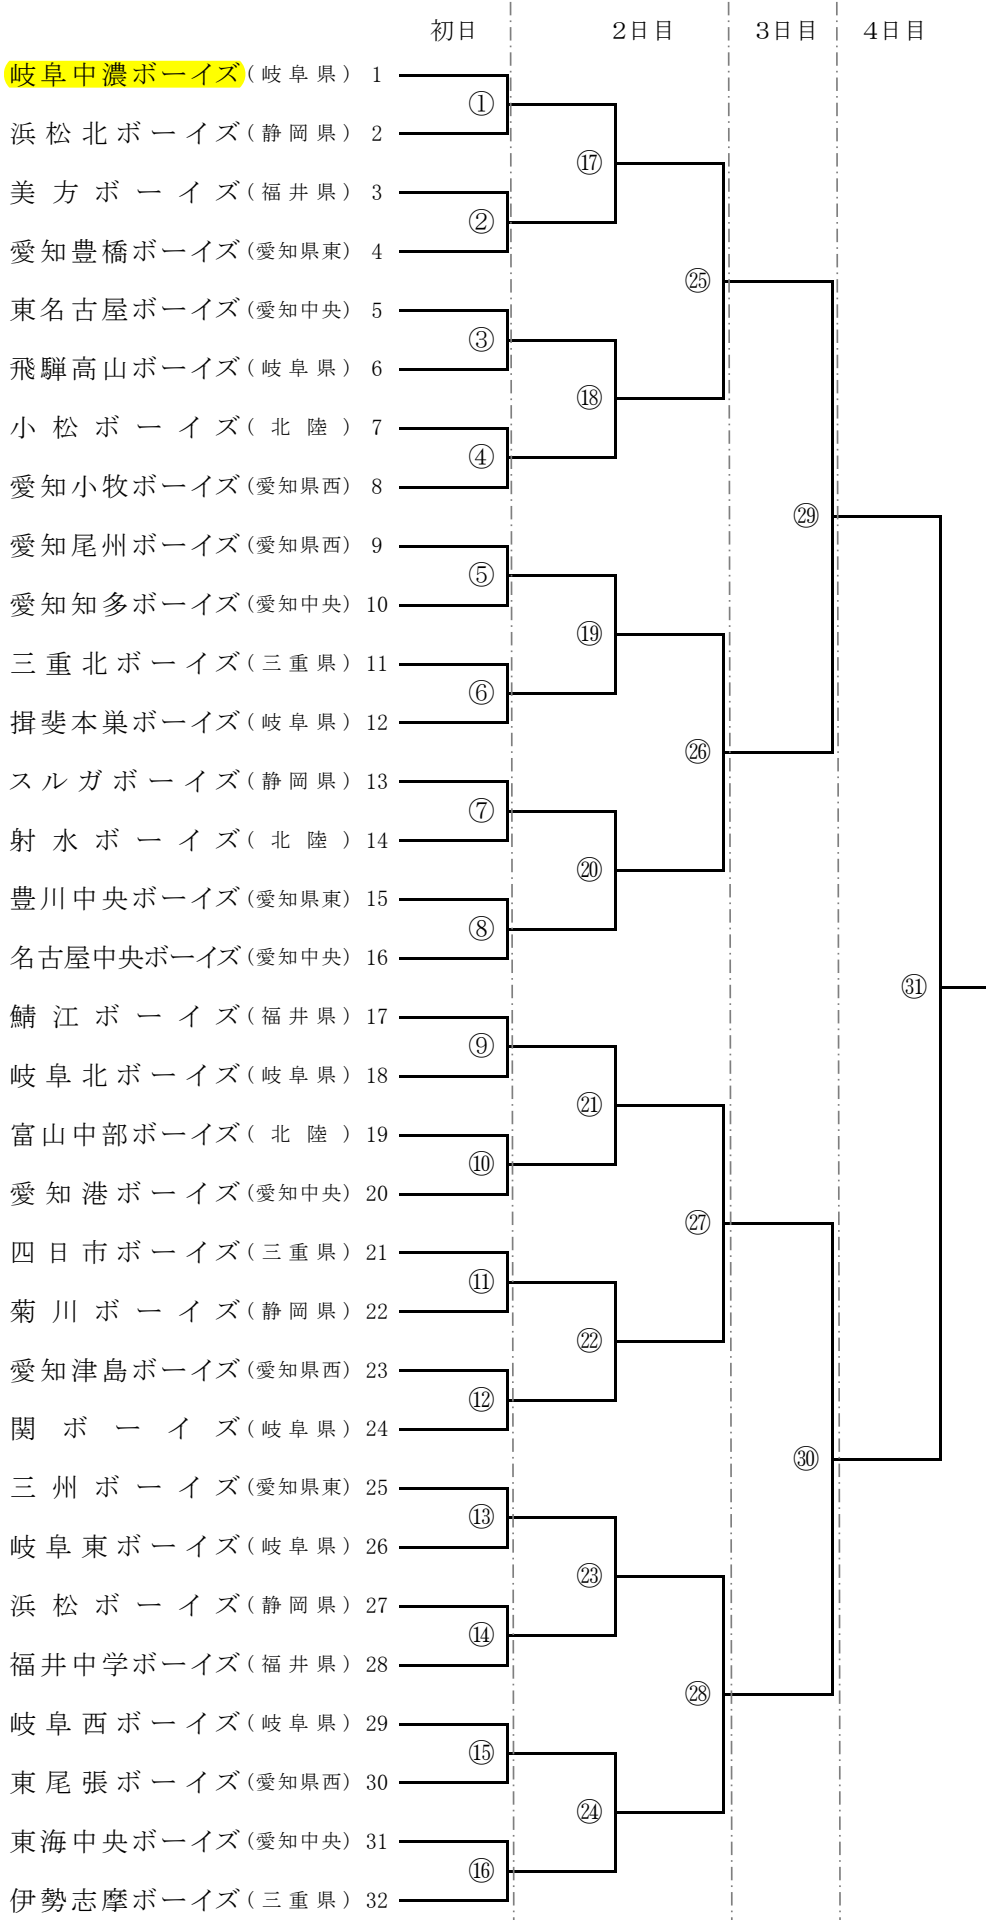 初日 2日目 3日目 4日目
岐阜中濃ボーイズ(岐阜県) 1
①
浜松北ボーイズ(静岡県) 2
⑰
美方ボーイズ(福井県) 3
②
愛知豊橋ボーイズ(愛知県東) 4
㉕
東名古屋ボーイズ(愛知中央) 5
③
飛騨高山ボーイズ(岐阜県) 6
⑱
小松ボーイズ(北陸) 7
④
愛知小牧ボーイズ(愛知県西) 8
㉙
愛知尾州ボーイズ(愛知県西) 9
⑤
愛知知多ボーイズ(愛知中央) 10
⑲
三重北ボーイズ(三重県) 11
⑥
揖斐本巣ボーイズ(岐阜県) 12
㉖
スルガボーイズ(静岡県) 13
⑦
射水ボーイズ(北陸) 14
⑳
豊川中央ボーイズ(愛知県東) 15
⑧
名古屋中央ボーイズ(愛知中央) 16
㉛
鯖江ボーイズ(福井県) 17
⑨
岐阜北ボーイズ(岐阜県) 18
㉑
富山中部ボーイズ(北陸) 19
⑩
愛知港ボーイズ(愛知中央) 20
㉗
四日市ボーイズ(三重県) 21
⑪
菊川ボーイズ(静岡県) 22
㉒
愛知津島ボーイズ(愛知県西) 23
⑫
関ボーイズ(岐阜県) 24
㉚
三州ボーイズ(愛知県東) 25
⑬
岐阜東ボーイズ(岐阜県) 26
㉓
浜松ボーイズ(静岡県) 27
⑭
福井中学ボーイズ(福井県) 28
㉘
岐阜西ボーイズ(岐阜県) 29
⑮
東尾張ボーイズ(愛知県西) 30
㉔
東海中央ボーイズ(愛知中央) 31
⑯
伊勢志摩ボーイズ(三重県) 32